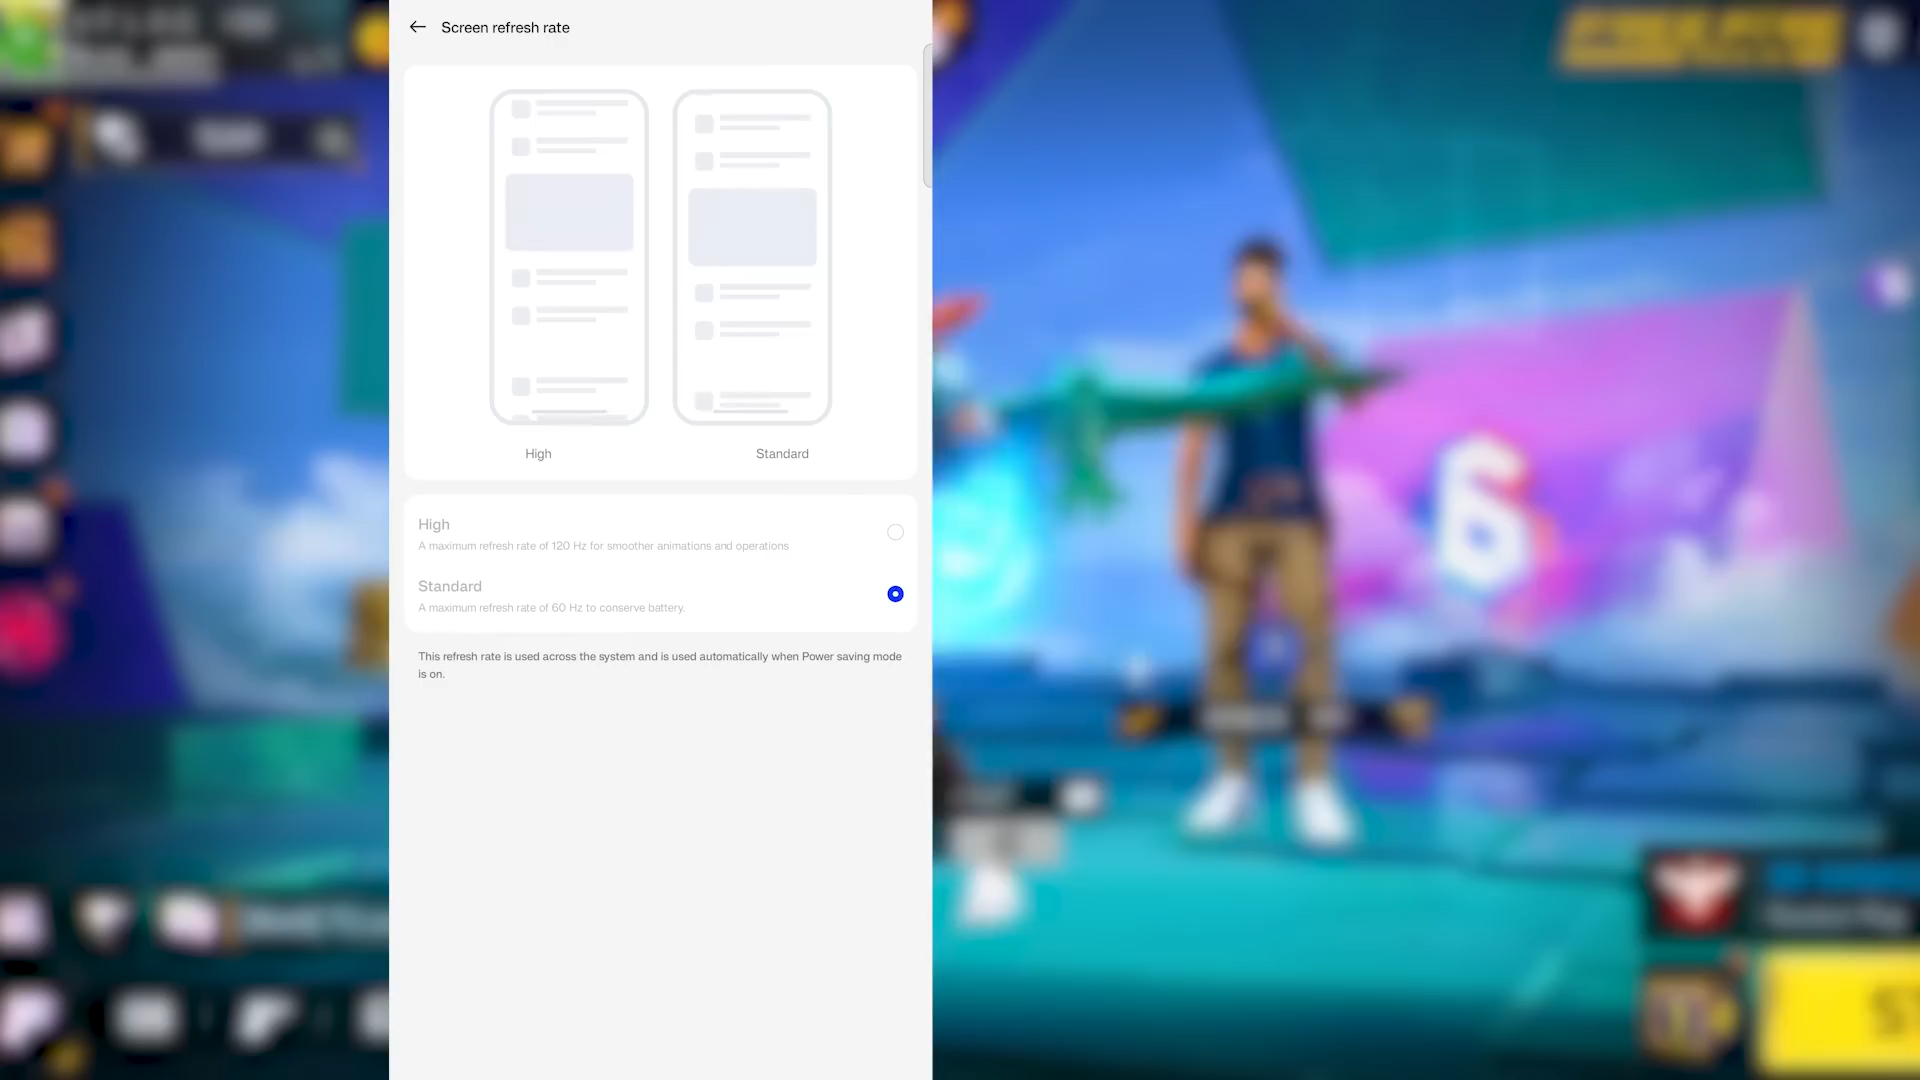 Screen refresh rate
High
Standard
High
A maximum refresh rate of 120 Hz for smoother animations and operations
Standard
A maximum refresh rate of 60 Hz to conserve battery.
This refresh rate is used across the system and is used automatically when Power saving mode
is on.
6
ST